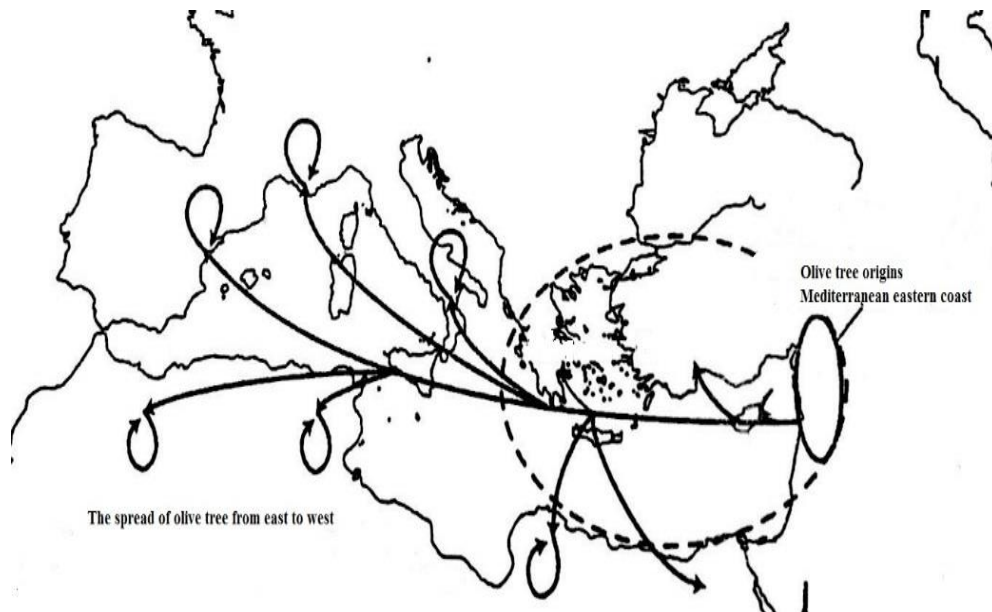 Olive tree origins
Mediterranean eastern coast
The spread of olive tree from east to west